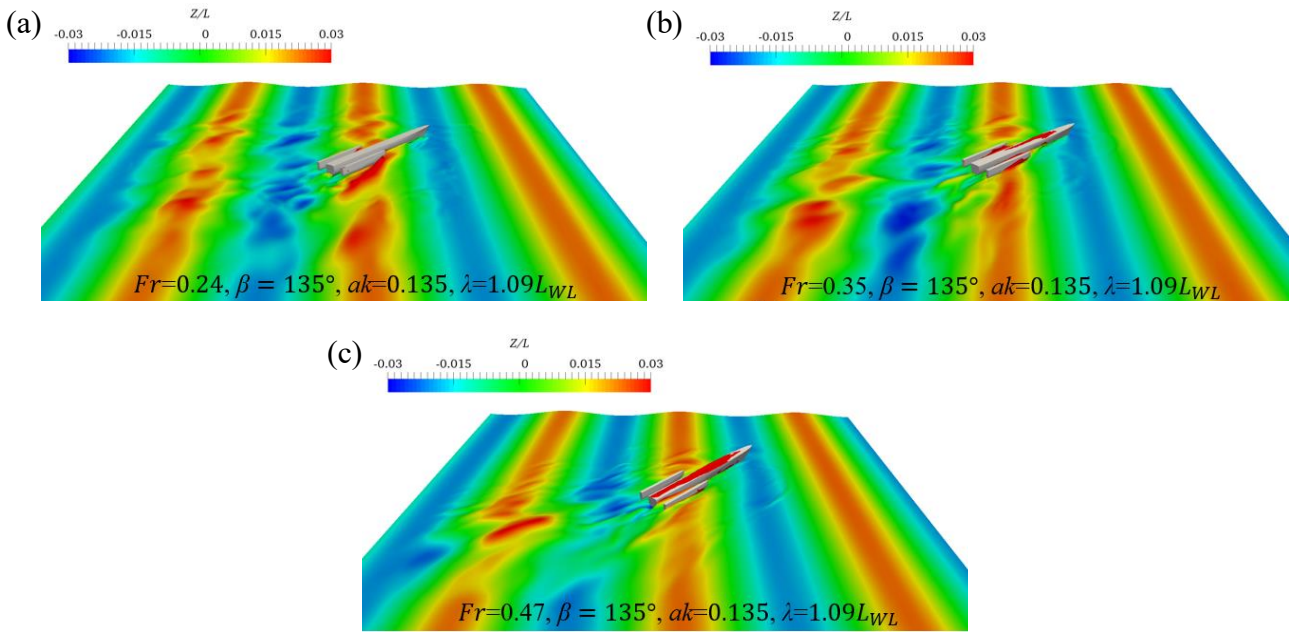 (a)
Z/L
-0.03 -0.015 0 0.015 0.03
Fr=0.24, β = 135°, ak=0.135, λ=1.09L_WL
(b)
Z/L
-0.03 -0.015 0 0.015 0.03
Fr=0.35, β = 135°, ak=0.135, λ=1.09L_WL
(c)
Z/L
-0.03 -0.015 0 0.015 0.03
Fr=0.47, β = 135°, ak=0.135, λ=1.09L_WL